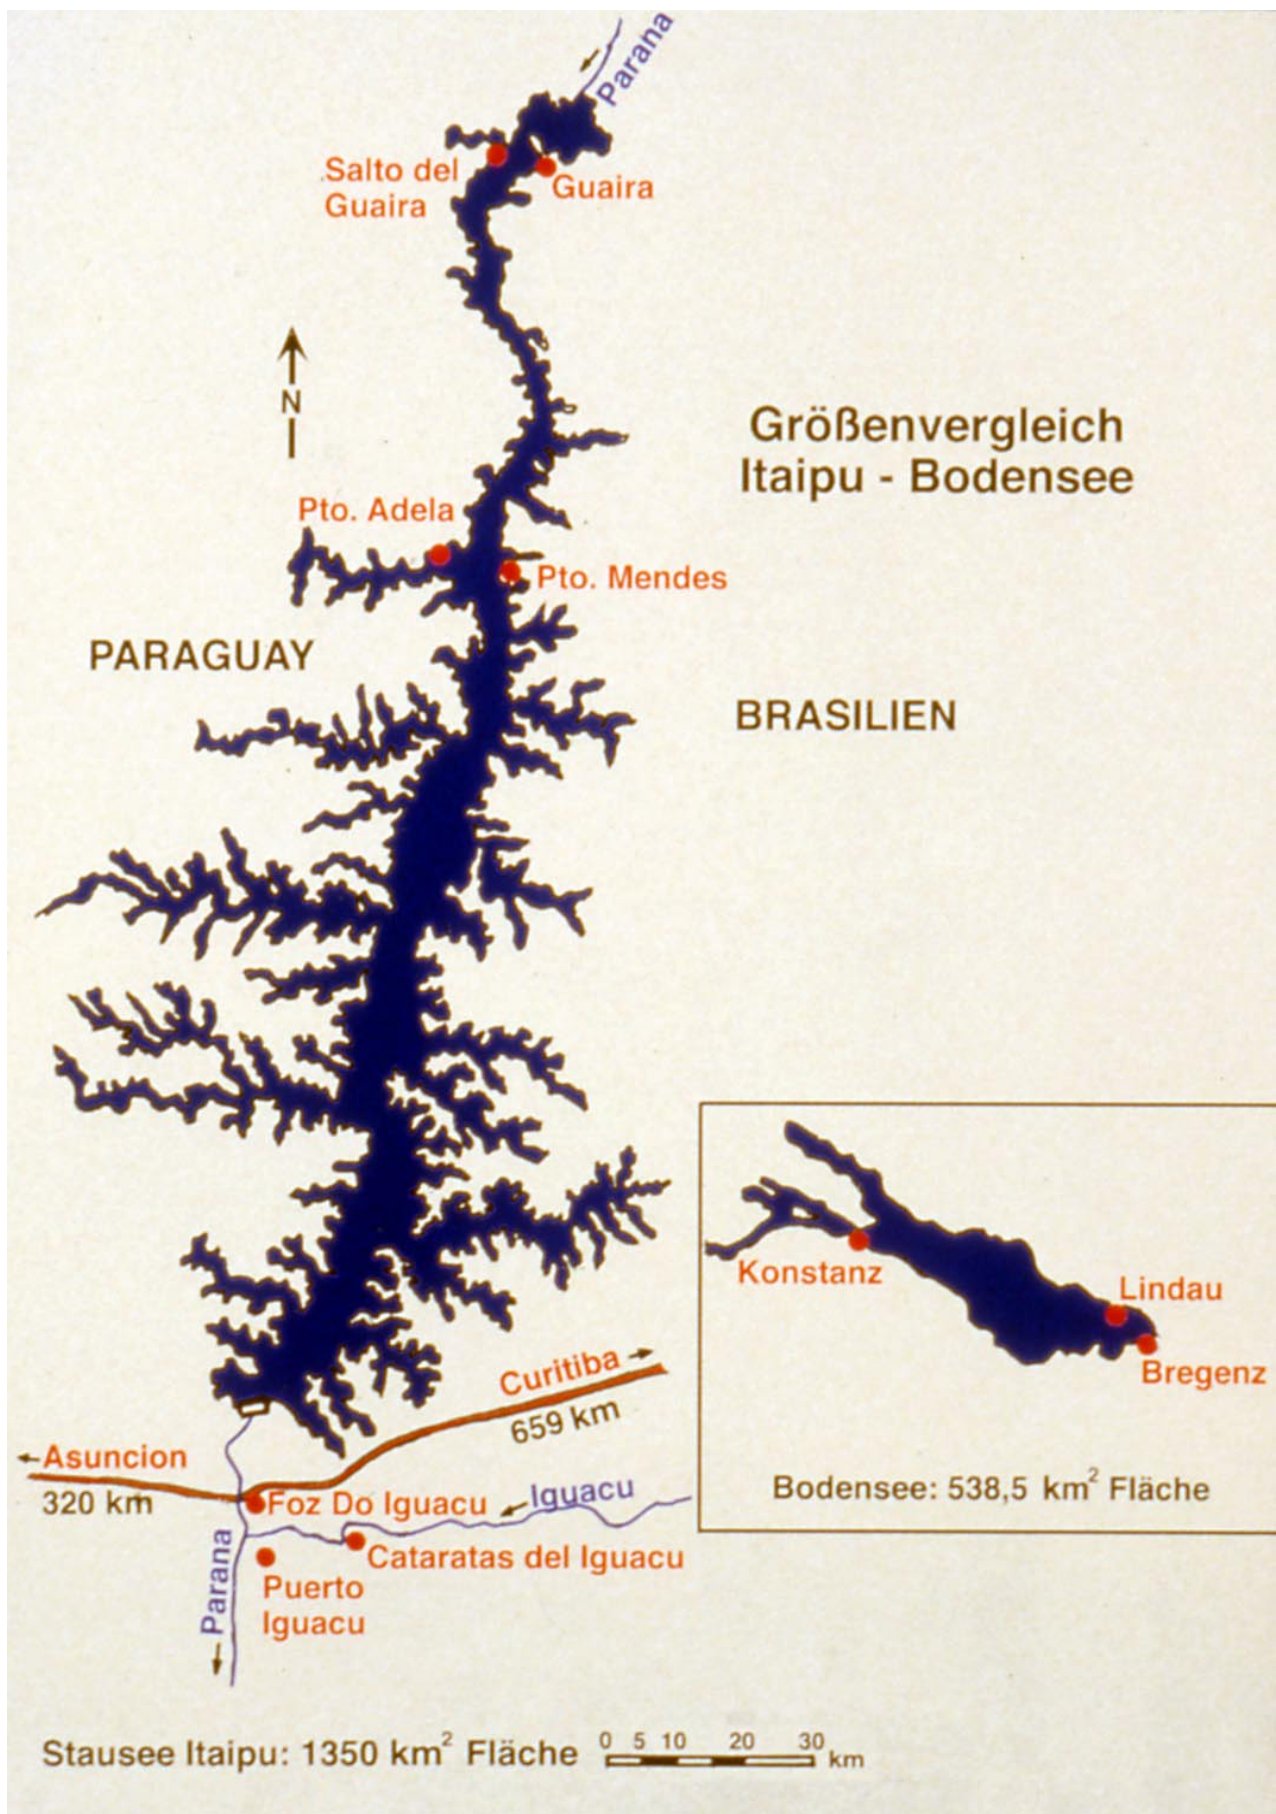 Parana
Salto del
Guaira
Guaira
N
Größenvergleich
Itaipu - Bodensee
Pto. Adela
Pto. Mendes
PARAGUAY
BRASILIEN
Konstanz
Lindau
Bregenz
Bodensee: 538,5 km² Fläche
Curitiba
659 km
Asuncion
320 km
Foz Do Iguacu
Iguacu
Cataratas del Iguacu
Puerto
Iguacu
Parana
Stausee Itaipu: 1350 km² Fläche
0 5 10 20 30
km